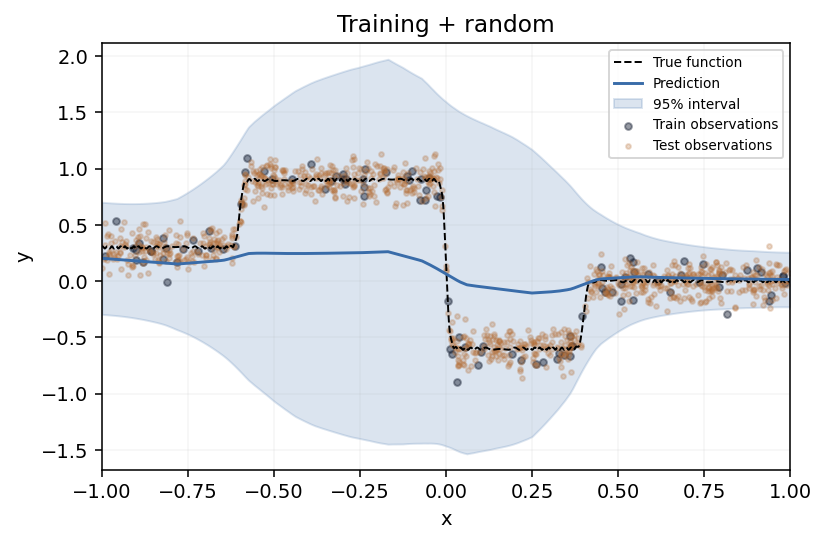 Training + random
2.0
1.5
1.0
0.5
0.0
−0.5
−1.0
−1.5
y
True function
Prediction
95% interval
Train observations
Test observations
−1.00 −0.75 −0.50 −0.25 0.00 0.25 0.50 0.75 1.00
x